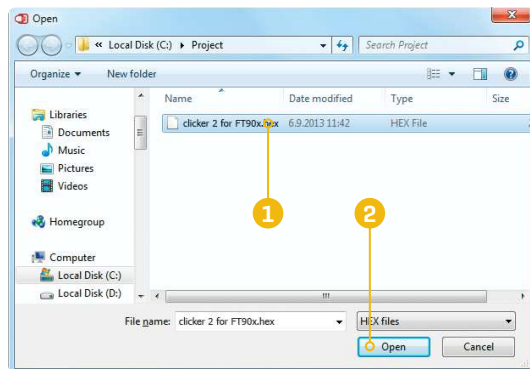 Open
« Local Disk (C:) Project
Search Project
Organize New folder
Name Date modified Type Size
clicker 2 for FT90x.hex 6.9.2013 11:42 HEX File
Libraries
Documents
Music
Pictures
Videos
Homegroup
Computer
Local Disk (C:)
Local Disk (D:)
1
2
File name: clicker 2 for FT90x.hex HEX files
Open Cancel